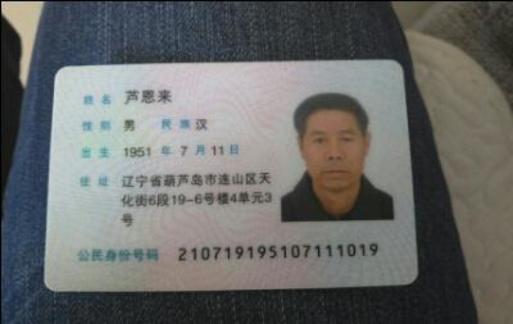 姓名 芦恩来
性别 男 民族 汉
出生 1951 年 7 月 11 日
住址 辽宁省葫芦岛市连山区天
化街6段19-6号楼4单元3
号
公民身份号码 210719195107111019